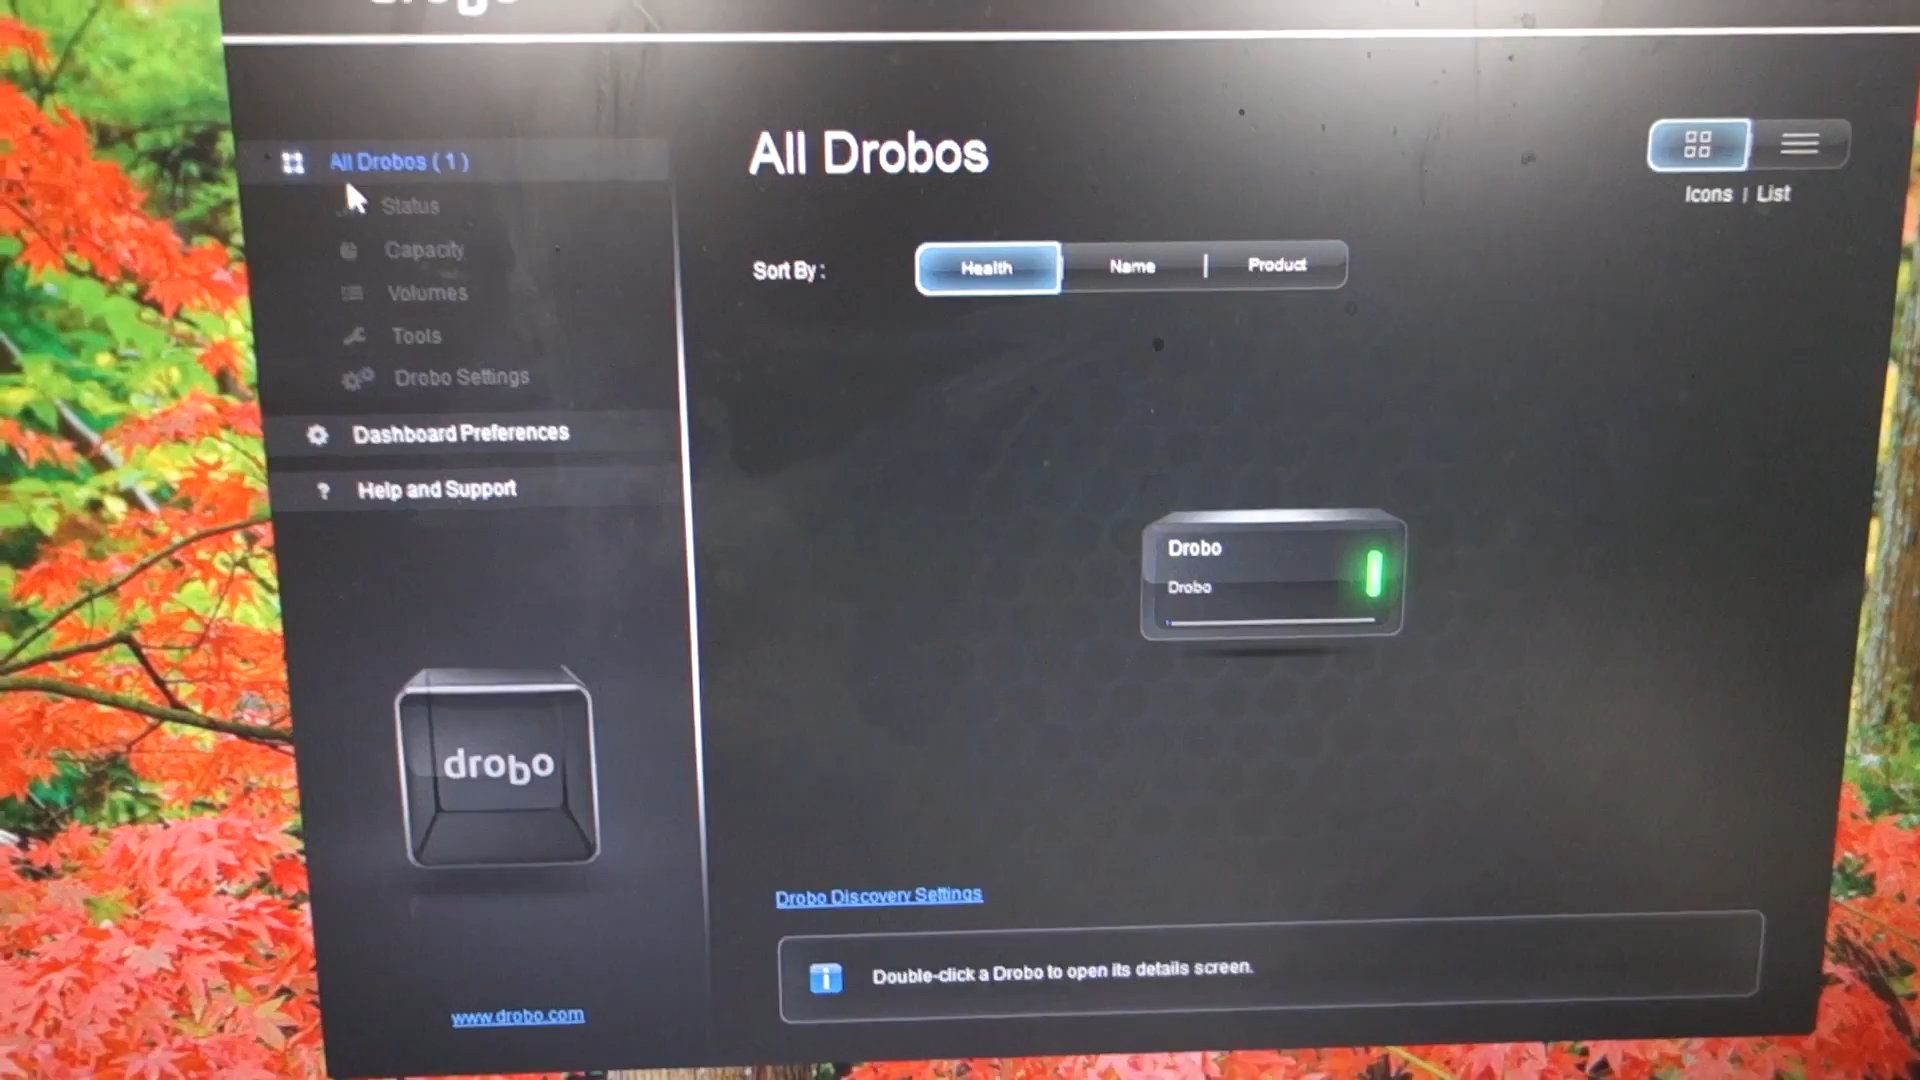 drobo
All Drobos ( 1 )
Status
Capacity
Volumes
Tools
Drobo Settings
Dashboard Preferences
? Help and Support
drobo
www.drobo.com
All Drobos
Icons | List
Sort By :
Health
Name
Product
Drobo
Drobo
Drobo Discovery Settings
i Double-click a Drobo to open its details screen.